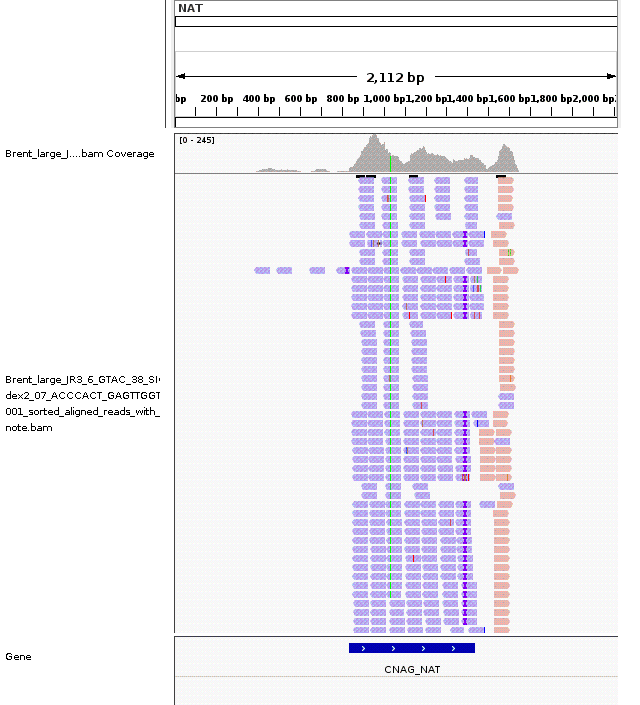 NAT
2,112 bp
bp 200 bp 400 bp 600 bp 800 bp 1,000 bp 1,200 bp 1,400 bp 1,600 bp 1,800 bp 2,000 bp
[0 - 245]
Brent_large_J....bam Coverage
Brent_large_JR3_6_GTAC_38_SI
dex2_07_ACCCACT_GAGTTGGT
001_sorted_aligned_reads_with_
note.bam
Gene
CNAG_NAT